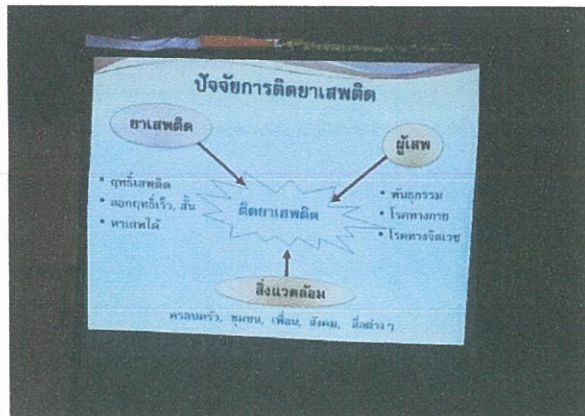 ปัจจัยการติดยาเสพติด
ยาเสพติด
ผู้เสพ
• ฤทธิ์เสพติด
• ออกฤทธิ์เร็ว, สั้น
• หาเสพได้
ติดยาเสพติด
• พันธุกรรม
• โรคทางกาย
• โรคทางจิตเวช
สิ่งแวดล้อม
ครอบครัว, ชุมชน, เพื่อน, สังคม, สื่อต่างๆ